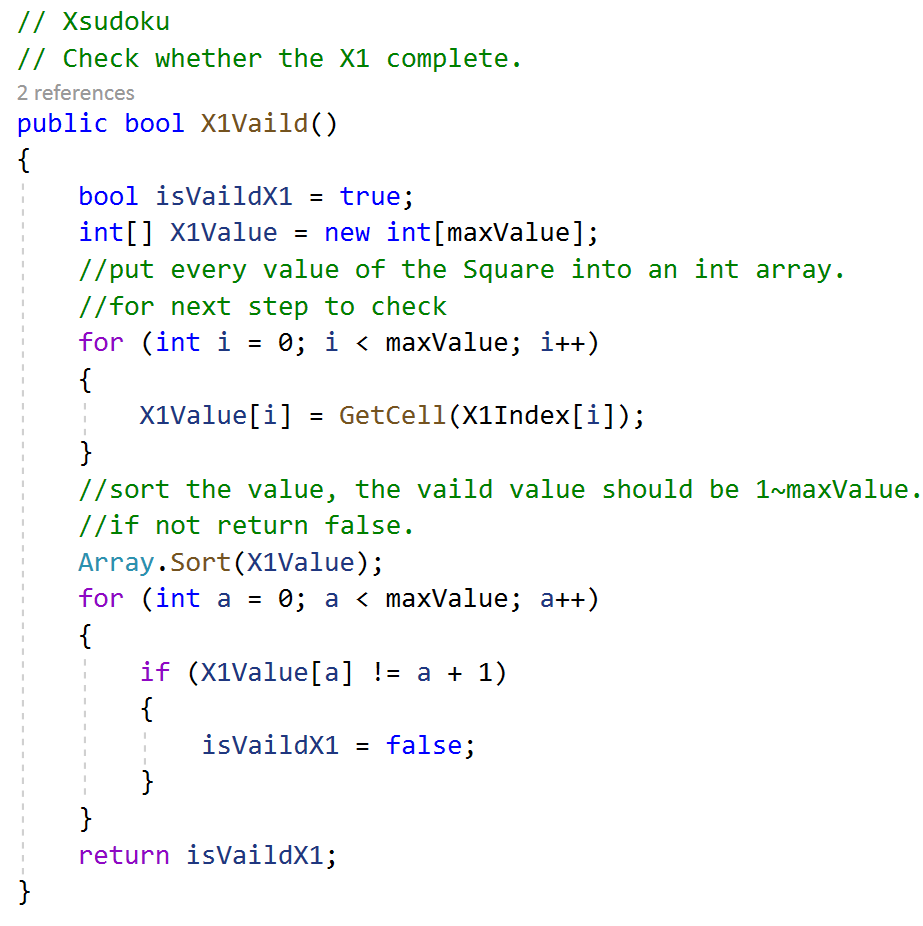 // Xsudoku
// Check whether the X1 complete.
2 references
public bool X1Vaild()
{
    bool isVaildX1 = true;
    int[] X1Value = new int[maxValue];
    //put every value of the Square into an int array.
    //for next step to check
    for (int i = 0; i < maxValue; i++)
    {
        X1Value[i] = GetCell(X1Index[i]);
    }
    //sort the value, the vaild value should be 1~maxValue.
    //if not return false.
    Array.Sort(X1Value);
    for (int a = 0; a < maxValue; a++)
    {
        if (X1Value[a] != a + 1)
        {
            isVaildX1 = false;
        }
    }
    return isVaildX1;
}